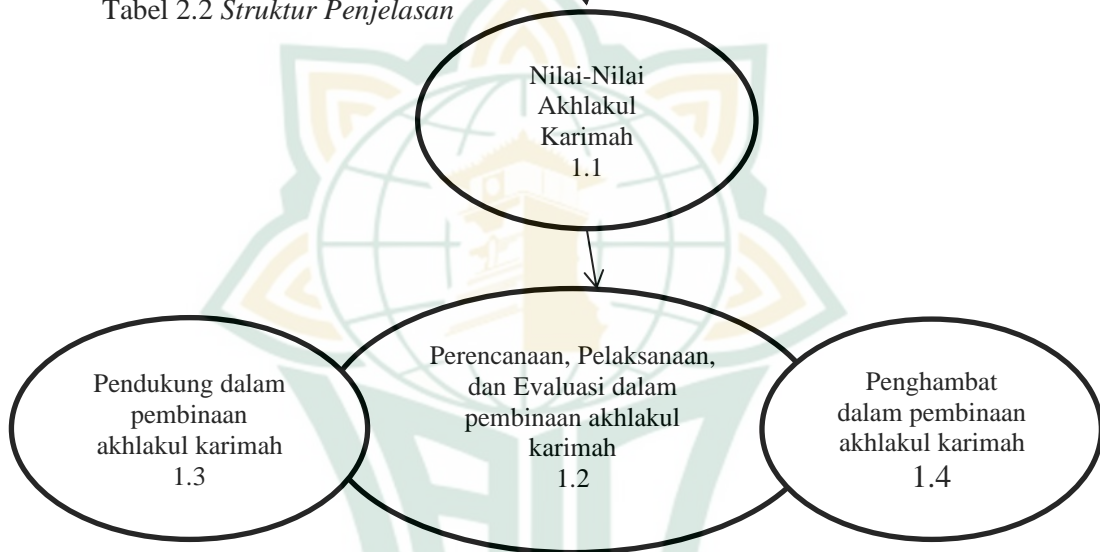 Tabel 2.2 Struktur Penjelasan
Nilai-Nilai
Akhlakul
Karimah
1.1
Pendukung dalam
pembinaan
akhlakul karimah
1.3
Perencanaan, Pelaksanaan,
dan Evaluasi dalam
pembinaan akhlakul
karimah
1.2
Penghambat
dalam pembinaan
akhlakul karimah
1.4